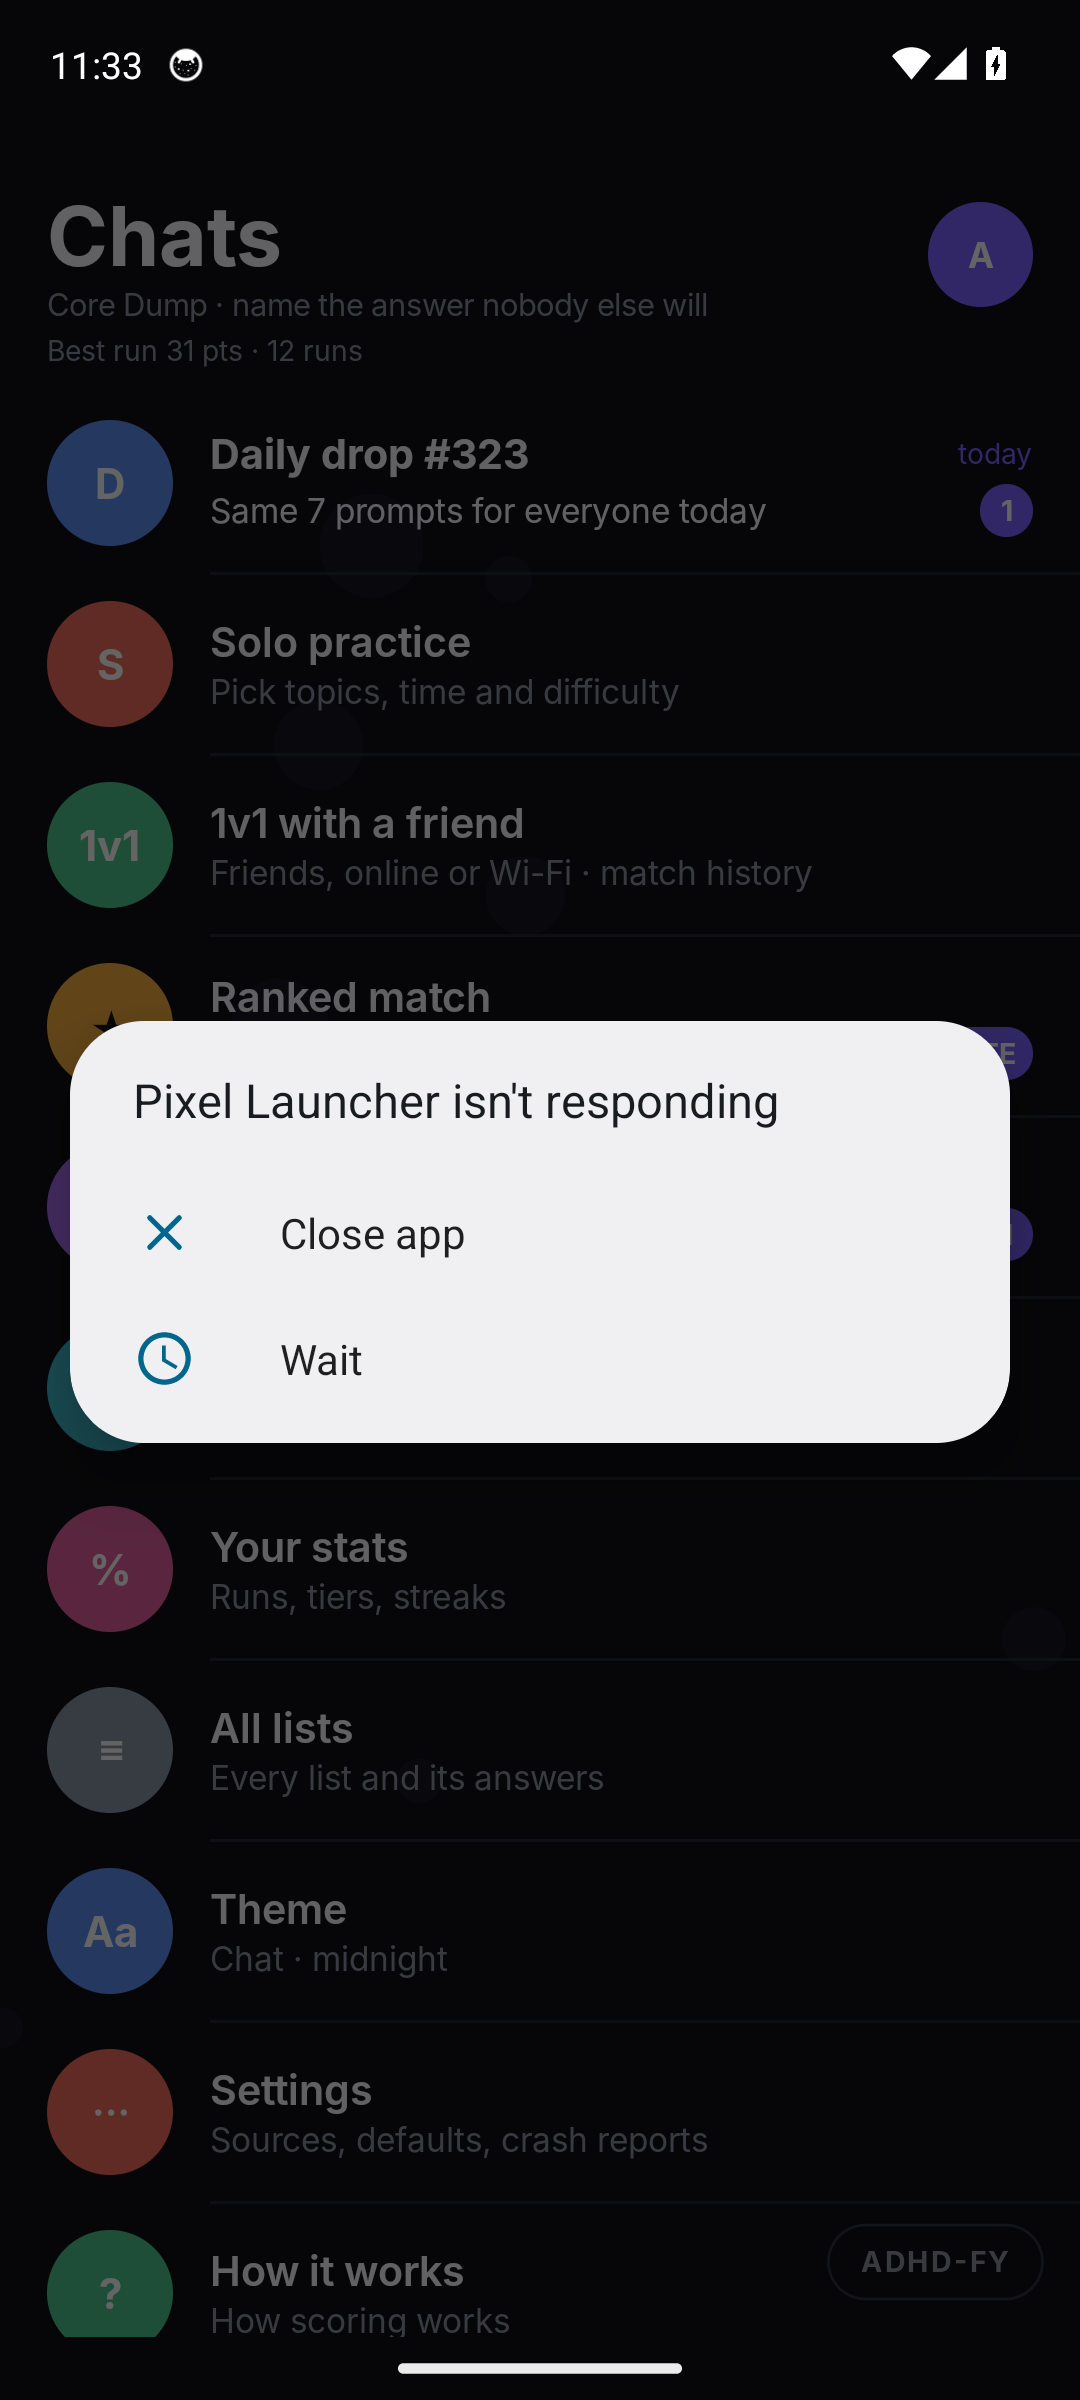 11:33
Chats
A
Core Dump · name the answer nobody else will
Best run 31 pts · 12 runs
D
Daily drop #323
today
Same 7 prompts for everyone today
1
S
Solo practice
Pick topics, time and difficulty
1v1
1v1 with a friend
Friends, online or Wi-Fi · match history
Ranked match
Pixel Launcher isn't responding
Close app
Wait
%
Your stats
Runs, tiers, streaks
≡
All lists
Every list and its answers
Aa
Theme
Chat · midnight
...
Settings
Sources, defaults, crash reports
?
How it works
How scoring works
ADHD-FY